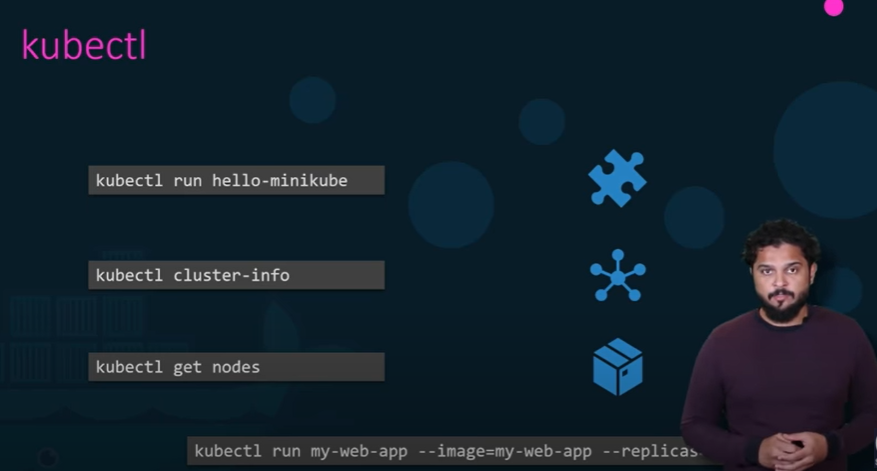 kubectl
kubectl run hello-minikube
kubectl cluster-info
kubectl get nodes
kubectl run my-web-app --image=my-web-app --replicas